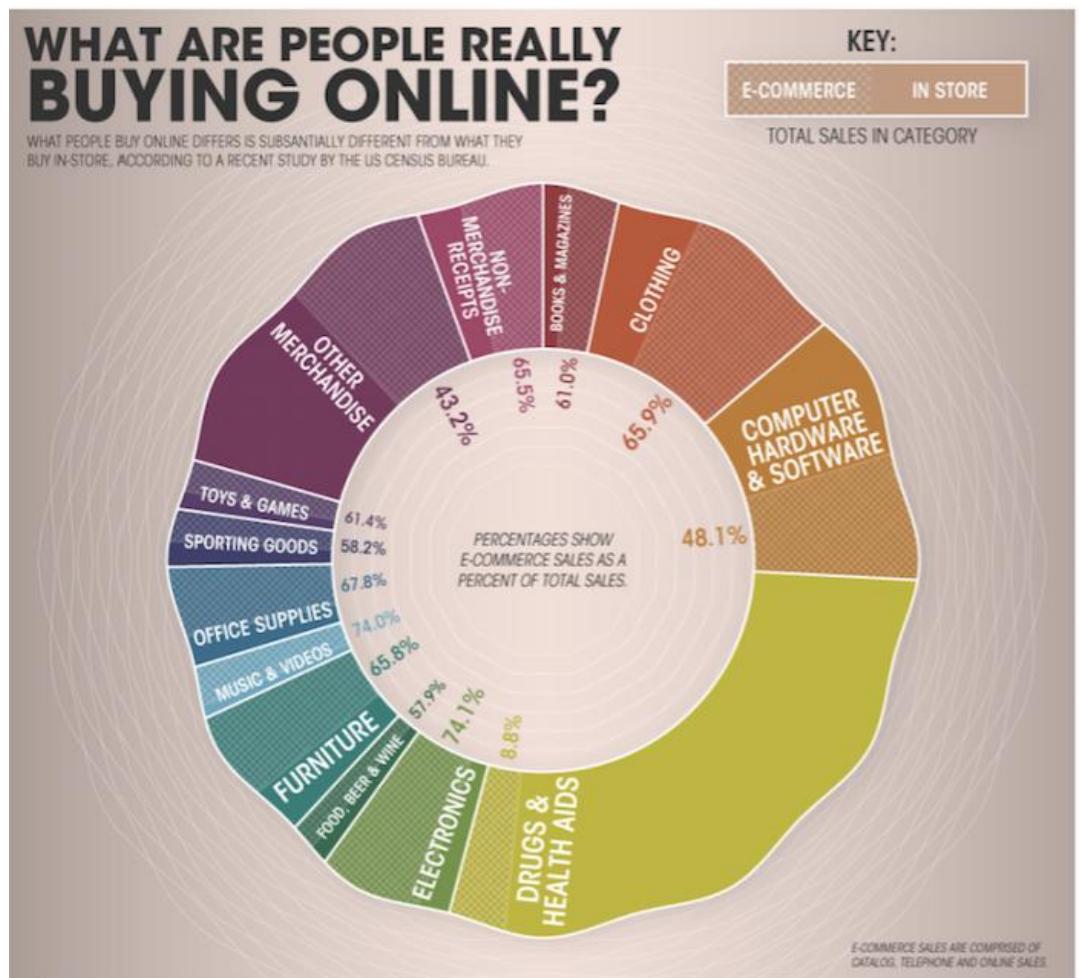 WHAT ARE PEOPLE REALLY
BUYING ONLINE?
WHAT PEOPLE BUY ONLINE DIFFERS IS SUBSANTIALLY DIFFERENT FROM WHAT THEY
BUY IN-STORE, ACCORDING TO A RECENT STUDY BY THE US CENSUS BUREAU.
KEY:
E-COMMERCE IN STORE
TOTAL SALES IN CATEGORY
BOOKS & MAGAZINES
61.0%
CLOTHING
65.9%
COMPUTER
HARDWARE
& SOFTWARE
48.1%
DRUGS &
HEALTH AIDS
8.8%
ELECTRONICS
74.1%
FOOD, BEER & WINE
57.9%
FURNITURE
65.8%
MUSIC & VIDEOS
74.0%
OFFICE SUPPLIES
67.8%
SPORTING GOODS
58.2%
TOYS & GAMES
61.4%
OTHER
MERCHANDISE
43.2%
NON-
MERCHANDISE
RECEIPTS
65.5%
PERCENTAGES SHOW
E-COMMERCE SALES AS A
PERCENT OF TOTAL SALES.
E-COMMERCE SALES ARE COMPRISED OF
CATALOG, TELEPHONE AND ONLINE SALES.